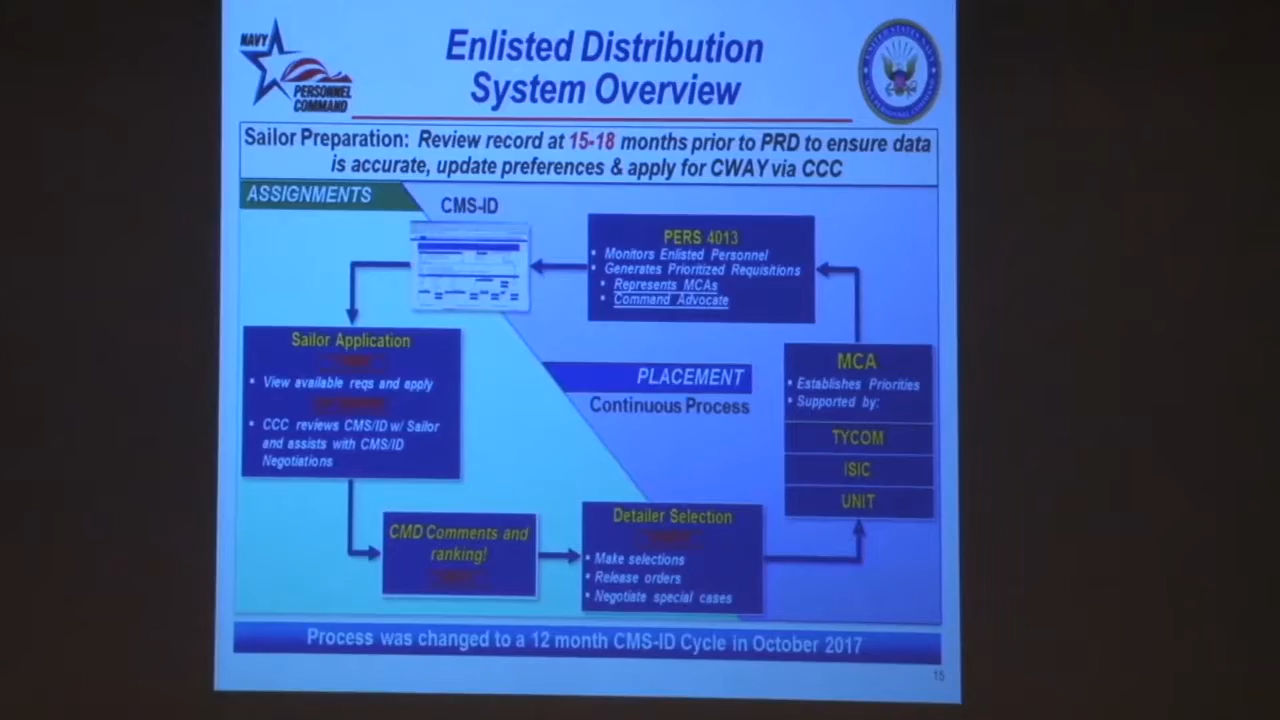 NAVY
PERSONNEL
COMMAND
Enlisted Distribution
System Overview
Sailor Preparation: Review record at 15-18 months prior to PRD to ensure data
is accurate, update preferences & apply for CWAY via CCC
ASSIGNMENTS
CMS-ID
PERS 4013
▪ Monitors Enlisted Personnel
▪ Generates Prioritized Requisitions
▪ Represents MCAs
▪ Command Advocate
Sailor Application
▪ View available reqs and apply
▪ CCC reviews CMS/ID w/ Sailor
and assists with CMS/ID
Negotiations
PLACEMENT
Continuous Process
MCA
▪ Establishes Priorities
▪ Supported by:
TYCOM
ISIC
UNIT
CMD Comments and
ranking!
Detailer Selection
▪ Make selections
▪ Release orders
▪ Negotiate special cases
Process was changed to a 12 month CMS-ID Cycle in October 2017
15